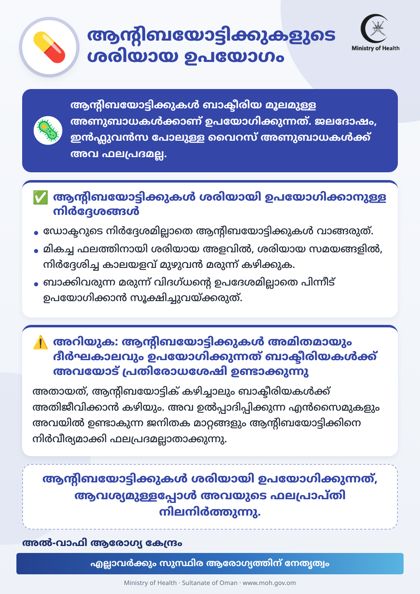 ആന്റിബയോട്ടിക്കുകളുടെ
ശരിയായ ഉപയോഗം
Ministry of Health
ആന്റിബയോട്ടിക്കുകൾ ബാക്ടീരിയ മൂലമുള്ള
അണുബാധകൾക്കാണ് ഉപയോഗിക്കുന്നത്. ജലദോഷം,
ഇൻഫ്ലുവൻസ പോലുള്ള വൈറസ് അണുബാധകൾക്ക്
അവ ഫലപ്രദമല്ല.
✅ ആന്റിബയോട്ടിക്കുകൾ ശരിയായി ഉപയോഗിക്കാനുള്ള
നിർദ്ദേശങ്ങൾ
• ഡോക്ടറുടെ നിർദ്ദേശമില്ലാതെ ആന്റിബയോട്ടിക്കുകൾ വാങ്ങരുത്.
• മികച്ച ഫലത്തിനായി ശരിയായ അളവിൽ, ശരിയായ സമയങ്ങളിൽ,
നിർദ്ദേശിച്ച കാലയളവ് മുഴുവൻ മരുന്ന് കഴിക്കുക.
• ബാക്കിവരുന്ന മരുന്ന് വിദഗ്ധന്റെ ഉപദേശമില്ലാതെ പിന്നീട്
ഉപയോഗിക്കാൻ സൂക്ഷിച്ചുവയ്ക്കരുത്.
⚠️ അറിയുക: ആന്റിബയോട്ടിക്കുകൾ അമിതമായും
ദീർഘകാലവും ഉപയോഗിക്കുന്നത് ബാക്ടീരിയകൾക്ക്
അവയോട് പ്രതിരോധശേഷി ഉണ്ടാക്കുന്നു
അതായത്, ആന്റിബയോട്ടിക് കഴിച്ചാലും ബാക്ടീരിയകൾക്ക്
അതിജീവിക്കാൻ കഴിയും. അവ ഉൽപ്പാദിപ്പിക്കുന്ന എൻസൈമുകളും
അവയിൽ ഉണ്ടാകുന്ന ജനിതക മാറ്റങ്ങളും ആന്റിബയോട്ടിക്കിനെ
നിർവീര്യമാക്കി ഫലപ്രദമല്ലാതാക്കുന്നു.
ആന്റിബയോട്ടിക്കുകൾ ശരിയായി ഉപയോഗിക്കുന്നത്,
ആവശ്യമുള്ളപ്പോൾ അവയുടെ ഫലപ്രാപ്തി
നിലനിർത്തുന്നു.
അൽ-വാഫി ആരോഗ്യ കേന്ദ്രം
എല്ലാവർക്കും സുസ്ഥിര ആരോഗ്യത്തിന് നേതൃത്വം
Ministry of Health · Sultanate of Oman · www.moh.gov.om